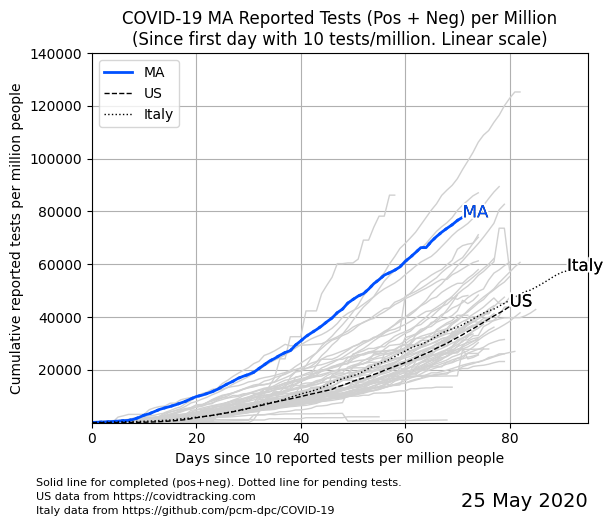 COVID-19 MA Reported Tests (Pos + Neg) per Million
(Since first day with 10 tests/million. Linear scale)
Cumulative reported tests per million people
140000
120000
100000
80000
60000
40000
20000
MA
US
Italy
MA
Italy
US
0 20 40 60 80
Days since 10 reported tests per million people
Solid line for completed (pos+neg). Dotted line for pending tests.
US data from https://covidtracking.com
Italy data from https://github.com/pcm-dpc/COVID-19
25 May 2020